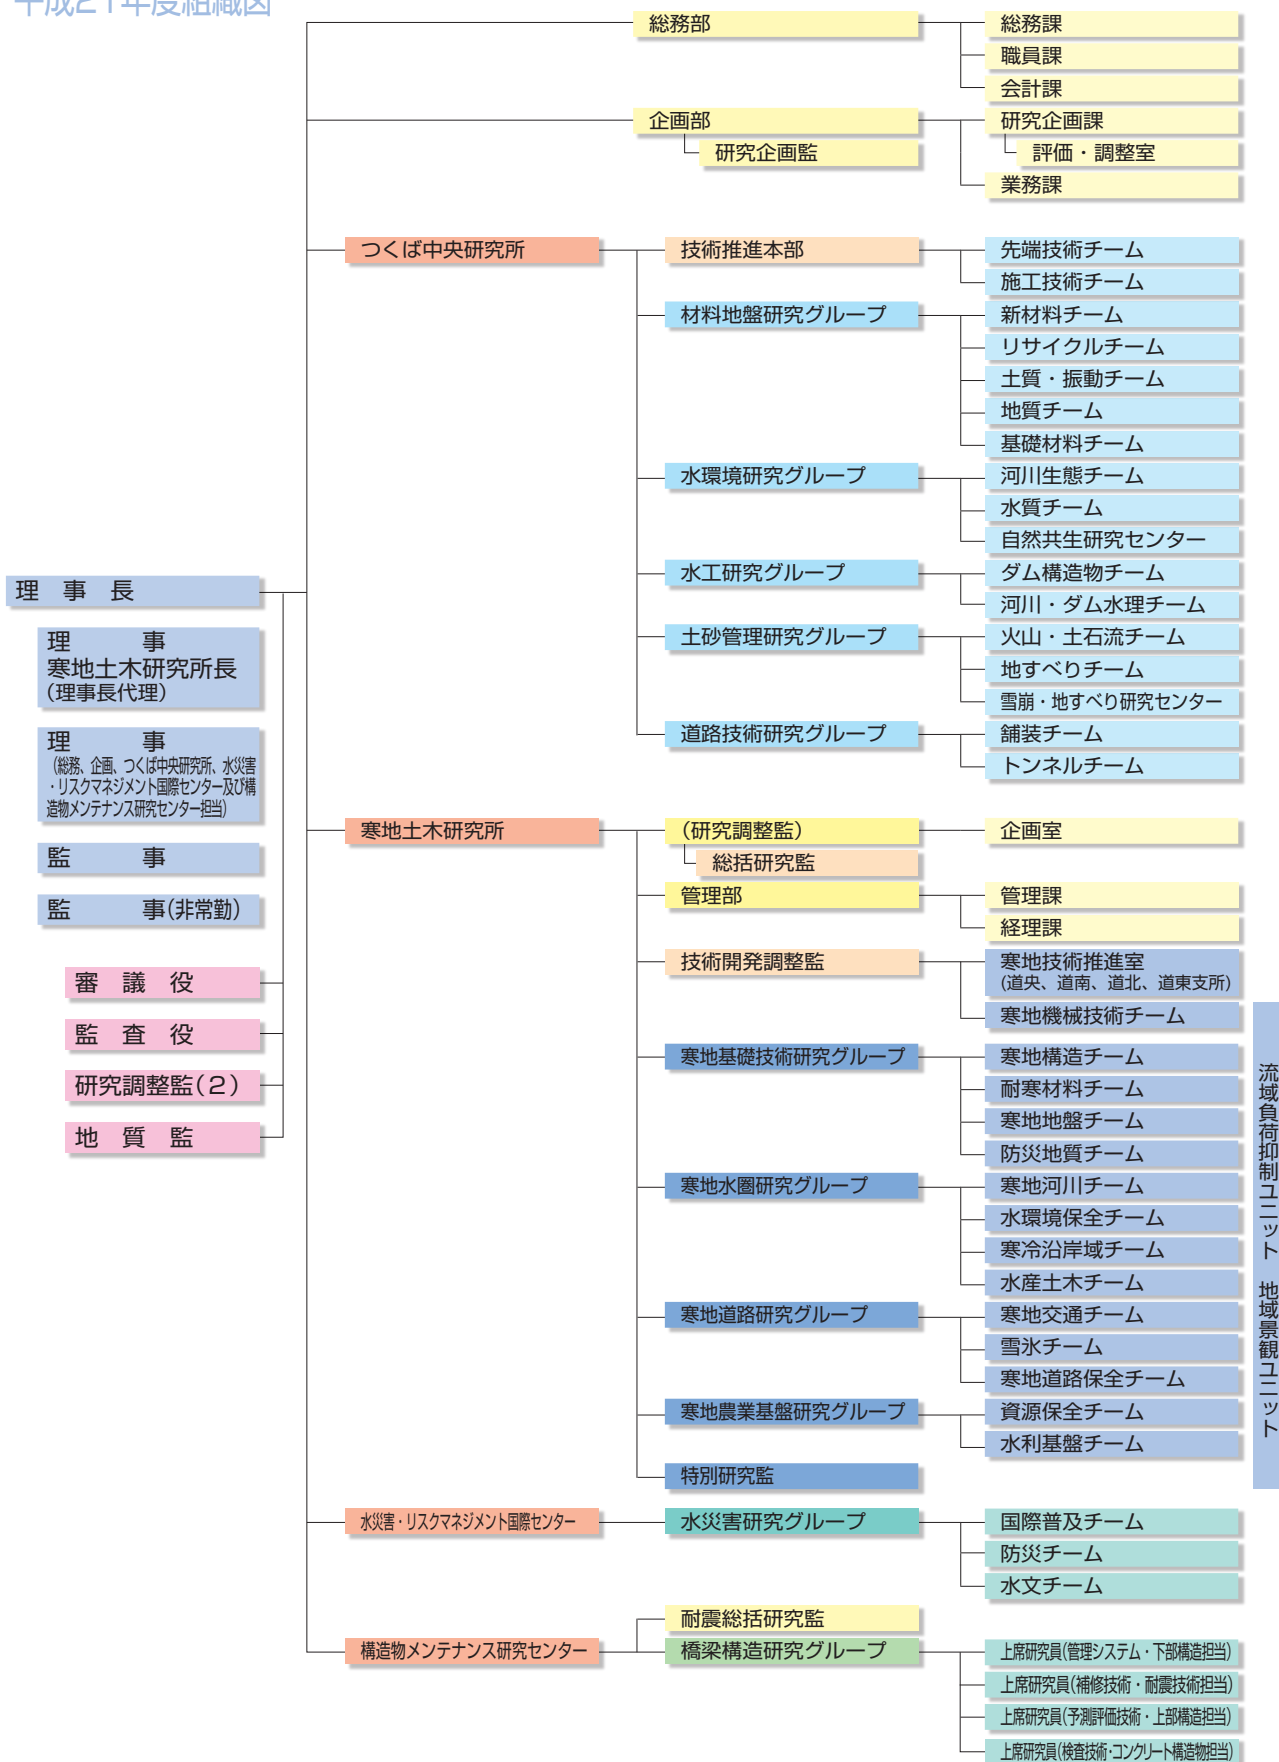 平成21年度組織図
総務部
総務課
職員課
会計課
企画部
研究企画監
研究企画課
評価・調整室
業務課
つくば中央研究所
技術推進本部
先端技術チーム
施工技術チーム
材料地盤研究グループ
新材料チーム
リサイクルチーム
土質・振動チーム
地質チーム
基礎材料チーム
水環境研究グループ
河川生態チーム
水質チーム
自然共生研究センター
水工研究グループ
ダム構造物チーム
河川・ダム水理チーム
土砂管理研究グループ
火山・土石流チーム
地すべりチーム
雪崩・地すべり研究センター
道路技術研究グループ
舗装チーム
トンネルチーム
理 事 長
理 事
寒地土木研究所長
(理事長代理)
理 事
(総務、企画、つくば中央研究所、水災害
・リスクマネジメント国際センター及び構
造物メンテナンス研究センター担当)
監 事
監 事(非常勤)
審 議 役
監 査 役
研究調整監(2)
地 質 監
寒地土木研究所
(研究調整監)
総括研究監
企画室
管理部
管理課
経理課
技術開発調整監
寒地技術推進室
(道央、道南、道北、道東支所)
寒地機械技術チーム
寒地基礎技術研究グループ
寒地構造チーム
耐寒材料チーム
寒地地盤チーム
防災地質チーム
寒地水圏研究グループ
寒地河川チーム
水環境保全チーム
寒冷沿岸域チーム
水産土木チーム
寒地道路研究グループ
寒地交通チーム
雪氷チーム
寒地道路保全チーム
寒地農業基盤研究グループ
資源保全チーム
水利基盤チーム
特別研究監
流域負荷抑制ユニット 地域景観ユニット
水災害・リスクマネジメント国際センター
水災害研究グループ
国際普及チーム
防災チーム
水文チーム
構造物メンテナンス研究センター
耐震総括研究監
橋梁構造研究グループ
上席研究員(管理システム・下部構造担当)
上席研究員(補修技術・耐震技術担当)
上席研究員(予測評価技術・上部構造担当)
上席研究員(検査技術・コンクリート構造物担当)